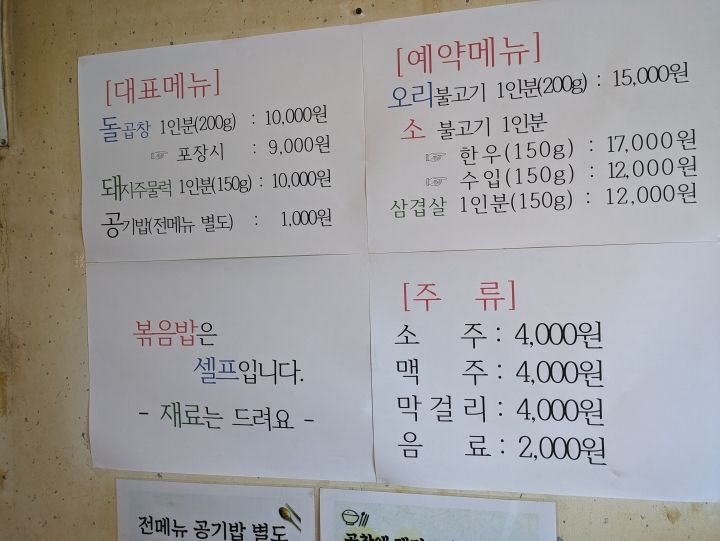 [대표메뉴]
돌곱창 1인분(200g) : 10,000원
☞ 포장시 : 9,000원
돼지주물럭 1인분(150g) : 10,000원
공기밥(전메뉴 별도) : 1,000원
[예약메뉴]
오리불고기 1인분(200g) : 15,000원
소 불고기 1인분
☞ 한우(150g) : 17,000원
☞ 수입(150g) : 12,000원
삼겹살 1인분(150g) : 12,000원
볶음밥은
셀프입니다.
- 재료는 드려요 -
[주 류]
소 주 : 4,000원
맥 주 : 4,000원
막걸리 : 4,000원
음 료 : 2,000원
전메뉴 공기밥 별도